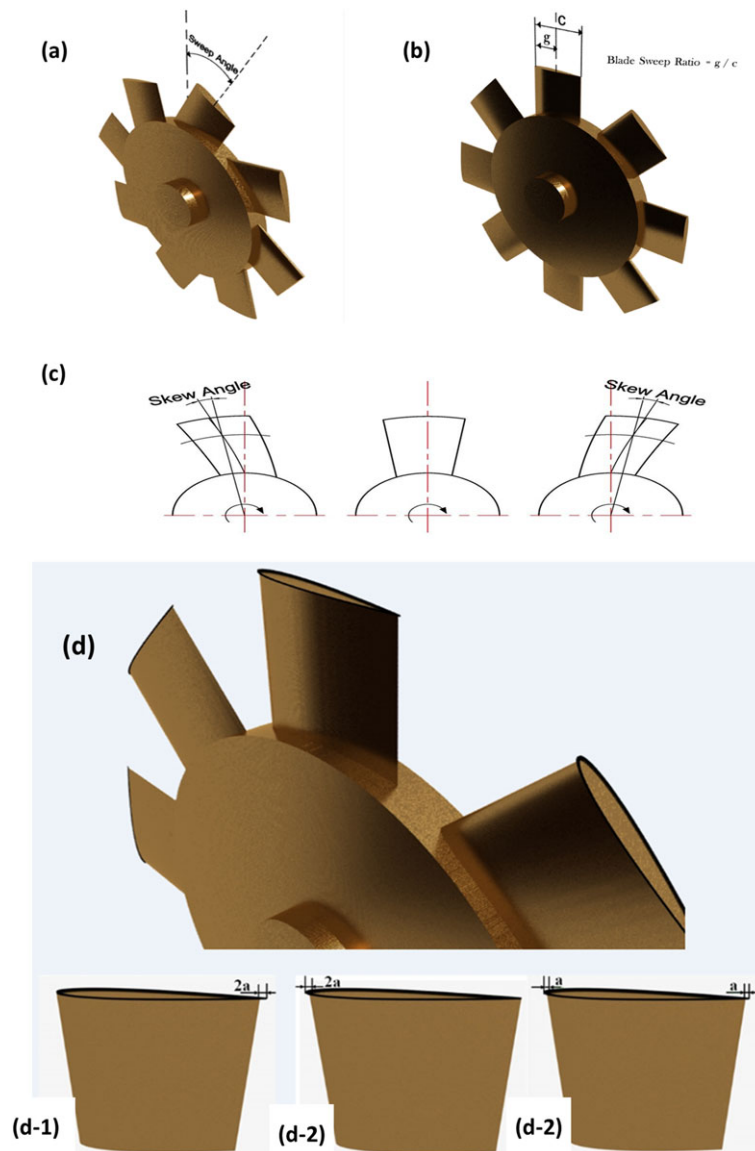 (a)
Sweep Angle
(b)
C
g
Blade Sweep Ratio = g / c
(c)
Skew Angle
Skew Angle
(d)
2a
2a
a
a
(d-1)
(d-2)
(d-2)